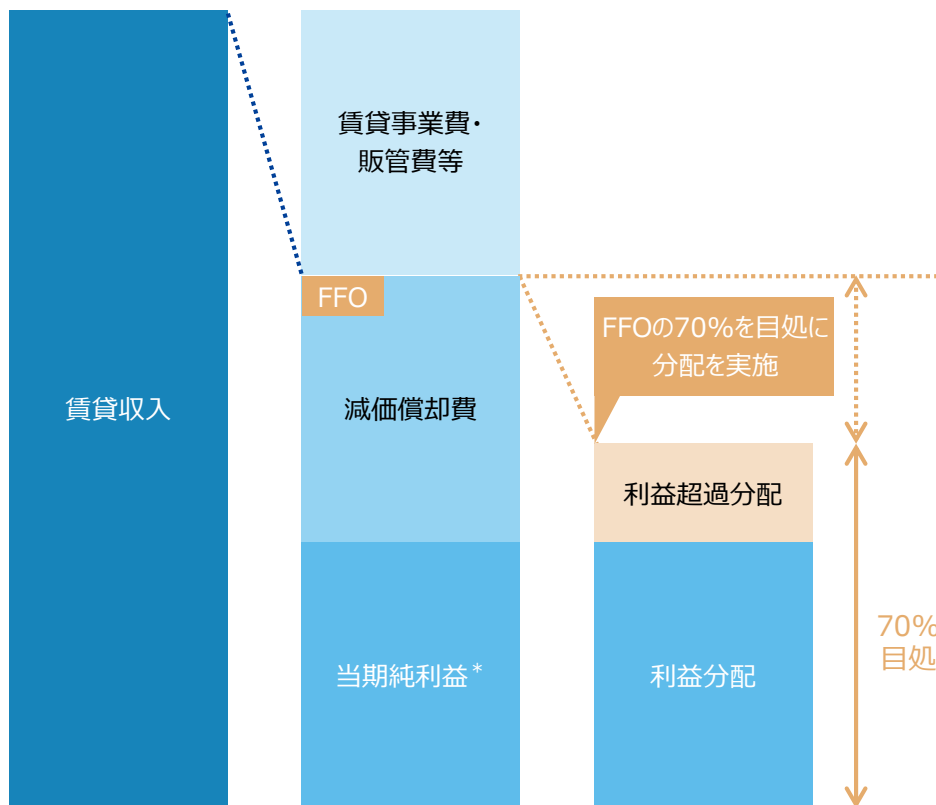 賃貸収入
賃貸事業費・
販管費等
FFO
減価償却費
当期純利益*
FFOの70%を目処に
分配を実施
利益超過分配
利益分配
70%
目処